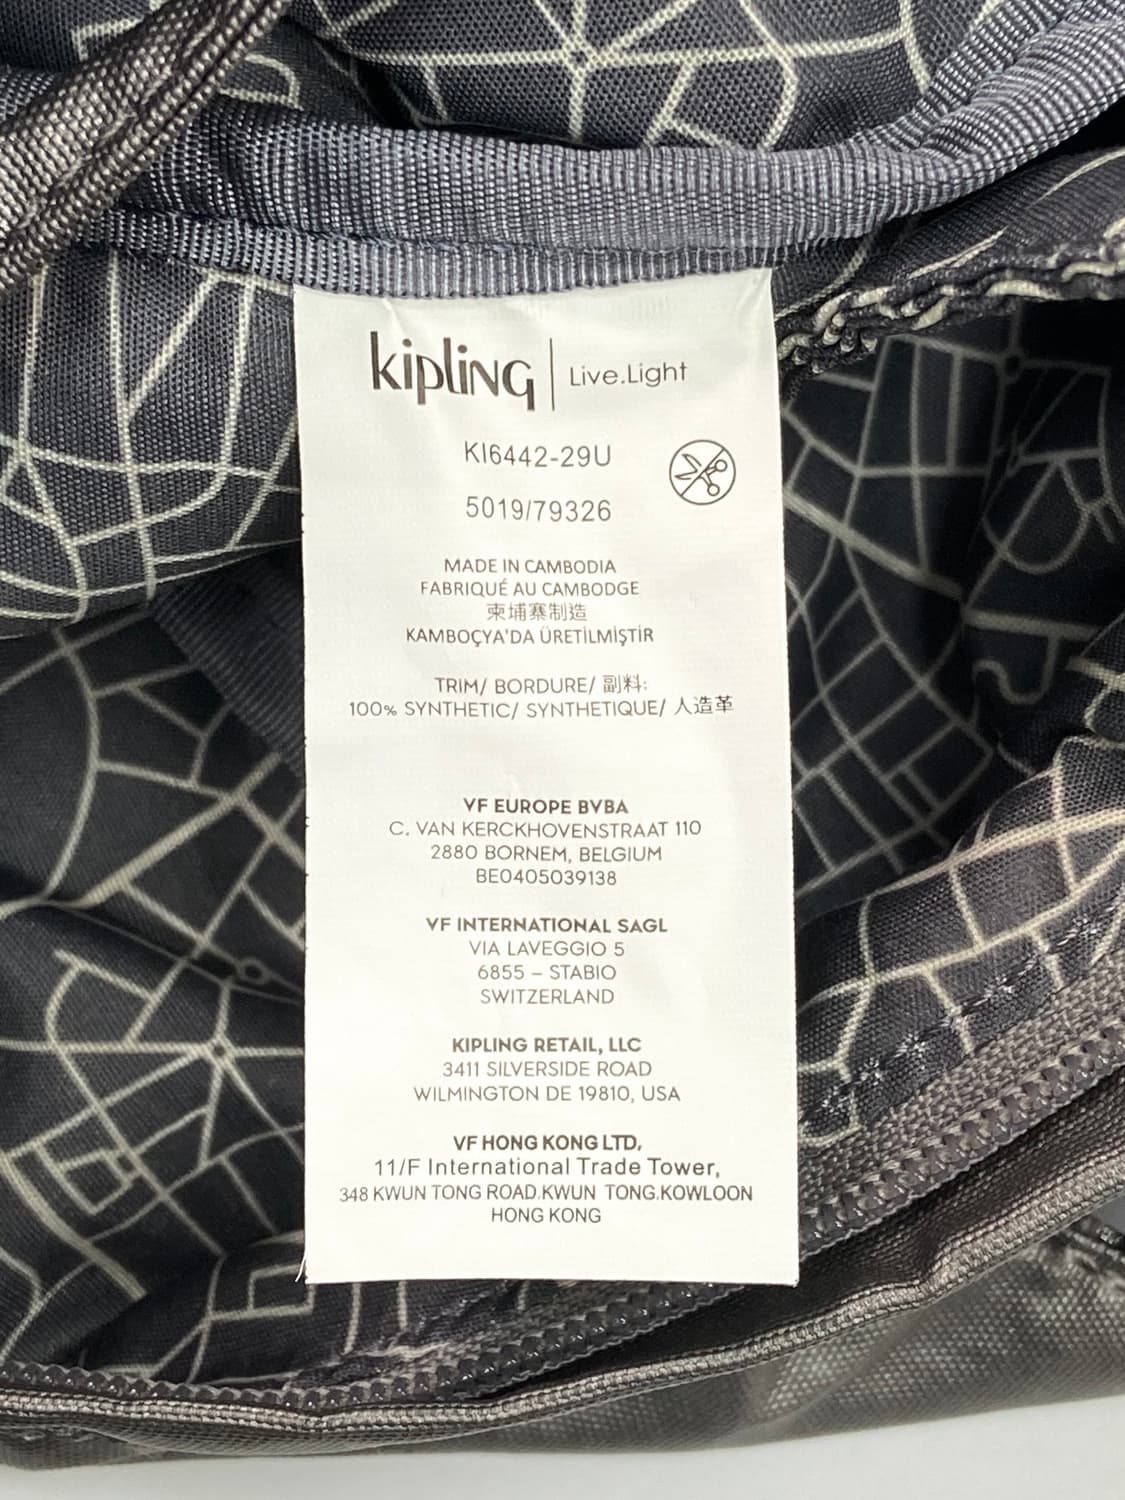 kipling | Live.Light
KI6442-29U
5019/79326
MADE IN CAMBODIA
FABRIQUÉ AU CAMBODGE
柬埔寨制造
KAMBOÇYA'DA ÜRETİLMİŞTİR
TRIM/ BORDURE/ 副料:
100% SYNTHETIC/ SYNTHETIQUE/ 人造革
VF EUROPE BVBA
C. VAN KERCKHOVENSTRAAT 110
2880 BORNEM, BELGIUM
BE0405039138
VF INTERNATIONAL SAGL
VIA LAVEGGIO 5
6855 – STABIO
SWITZERLAND
KIPLING RETAIL, LLC
3411 SILVERSIDE ROAD
WILMINGTON DE 19810, USA
VF HONG KONG LTD.
11/F International Trade Tower,
348 KWUN TONG ROAD.KWUN TONG.KOWLOON
HONG KONG